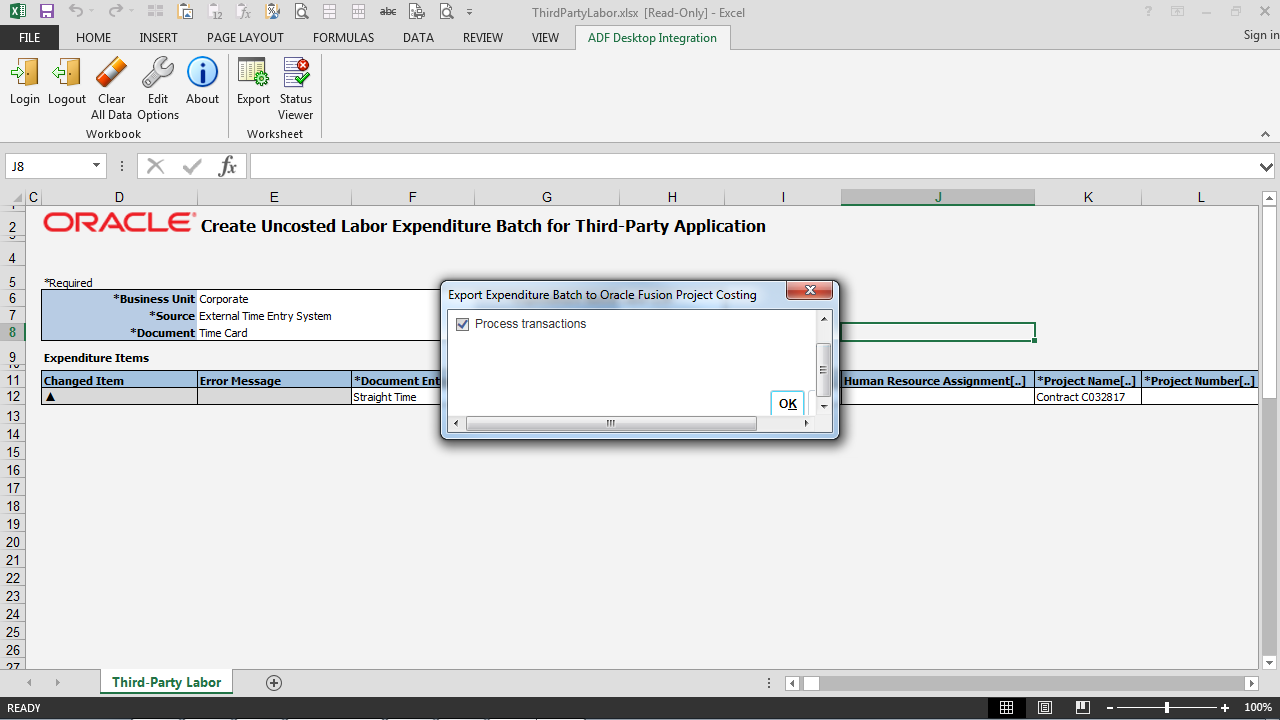 abc
ThirdPartyLabor.xlsx [Read-Only] - Excel
?
FILE HOME INSERT PAGE LAYOUT FORMULAS DATA REVIEW VIEW ADF Desktop Integration Sign in
Login Logout Clear All Data Edit Options About Export Status Viewer
Workbook Worksheet
J8 fx
C D E F G H I J K L
2 ORACLE Create Uncosted Labor Expenditure Batch for Third-Party Application
4
5 *Required
6 *Business Unit Corporate
7 *Source External Time Entry System
8 *Document Time Card
9 Expenditure Items
11 Changed Item Error Message *Document Ent Human Resource Assignment[..] *Project Name[..] *Project Number[..]
12 ▲ Straight Time Contract C032817
13
14
15
16
17
18
19
20
21
22
23
24
25
26
27
Export Expenditure Batch to Oracle Fusion Project Costing
Process transactions
OK
Third-Party Labor
READY 100%